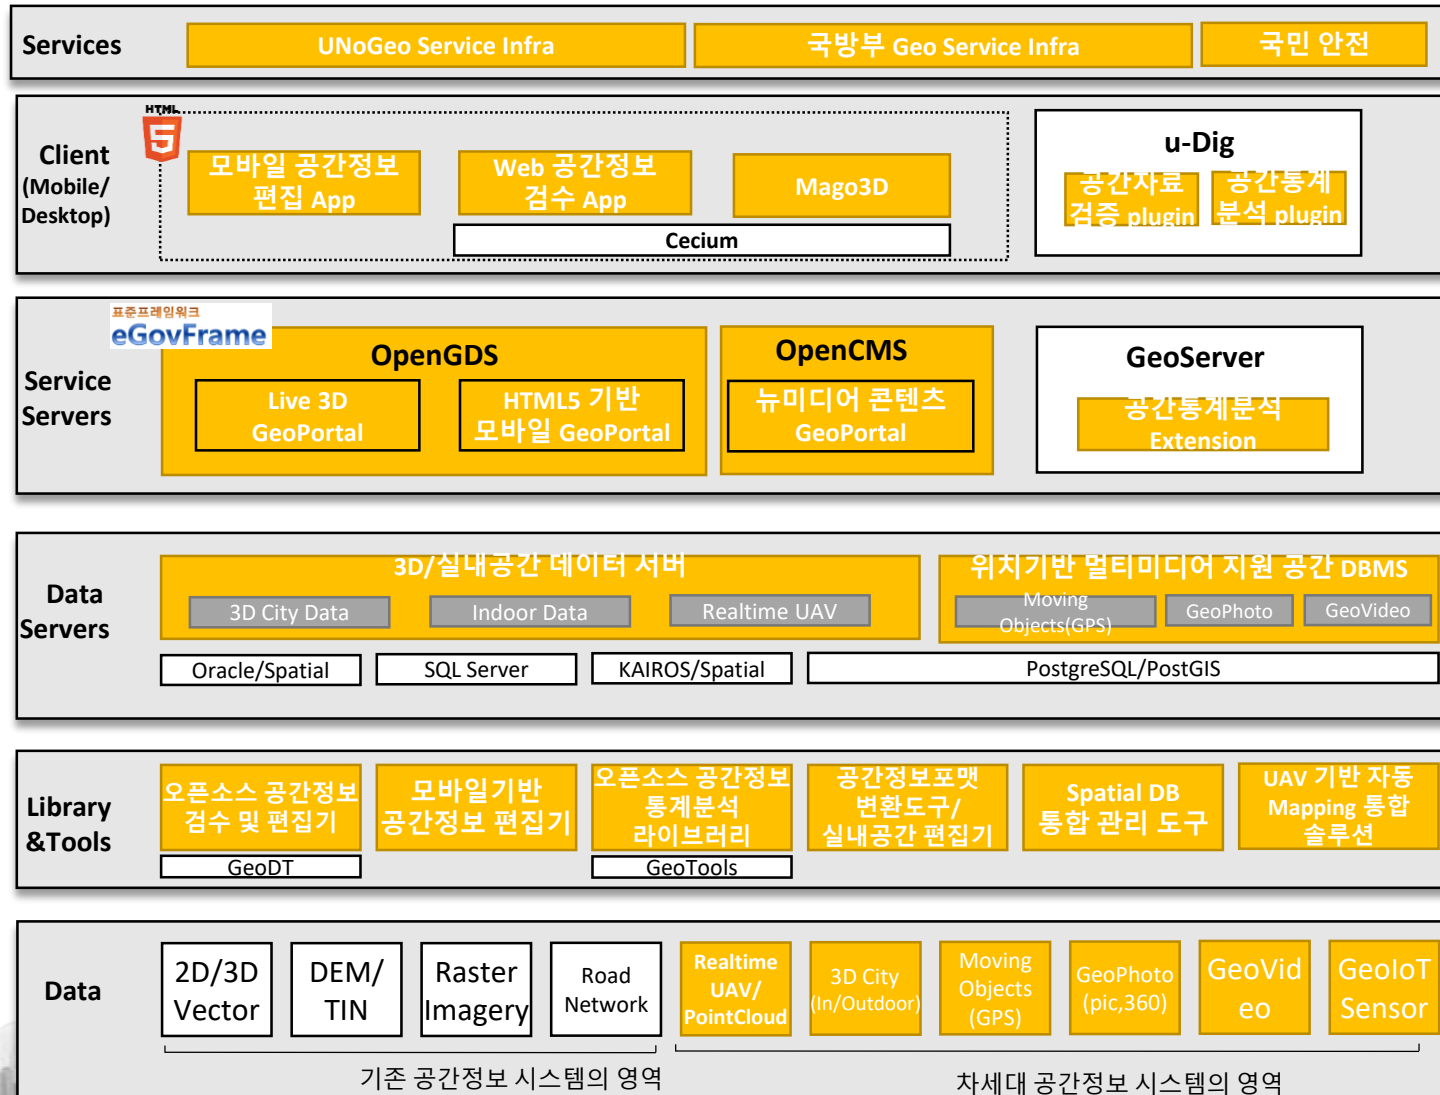 Services
UNoGeo Service Infra
국방부 Geo Service Infra
국민 안전
HTML
5
Client
(Mobile/
Desktop)
모바일 공간정보
편집 App
Web 공간정보
검수 App
Mago3D
Cecium
u-Dig
공간자료
검증 plugin
공간통계
분석 plugin
표준프레임워크
eGovFrame
Service
Servers
OpenGDS
Live 3D
GeoPortal
HTML5 기반
모바일 GeoPortal
OpenCMS
뉴미디어 콘텐츠
GeoPortal
GeoServer
공간통계분석
Extension
Data
Servers
3D/실내공간 데이터 서버
3D City Data
Indoor Data
Realtime UAV
위치기반 멀티미디어 지원 공간 DBMS
Moving
Objects(GPS)
GeoPhoto
GeoVideo
Oracle/Spatial
SQL Server
KAIROS/Spatial
PostgreSQL/PostGIS
Library
&Tools
오픈소스 공간정보
검수 및 편집기
GeoDT
모바일기반
공간정보 편집기
오픈소스 공간정보
통계분석
라이브러리
GeoTools
공간정보포맷
변환도구/
실내공간 편집기
Spatial DB
통합 관리 도구
UAV 기반 자동
Mapping 통합
솔루션
Data
2D/3D
Vector
DEM/
TIN
Raster
Imagery
Road
Network
Realtime
UAV/
PointCloud
3D City
(In/Outdoor)
Moving
Objects
(GPS)
GeoPhoto
(pic,360)
GeoVid
eo
GeoIoT
Sensor
기존 공간정보 시스템의 영역
차세대 공간정보 시스템의 영역